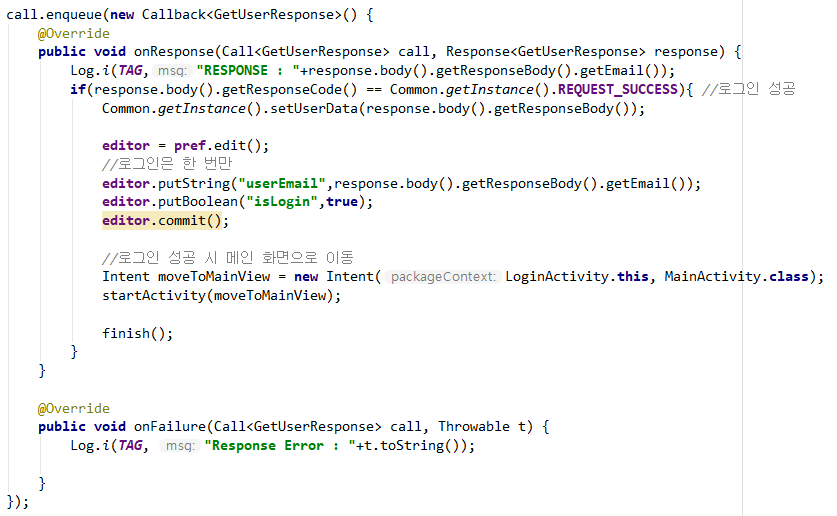 call.enqueue(new Callback<GetUserResponse>() {
@Override
public void onResponse(Call<GetUserResponse> call, Response<GetUserResponse> response) {
Log.i(TAG, msg: "RESPONSE : "+response.body().getResponseBody().getEmail());
if(response.body().getResponseCode() == Common.getInstance().REQUEST_SUCCESS){ //로그인 성공
Common.getInstance().setUserData(response.body().getResponseBody());
editor = pref.edit();
//로그인은 한 번만
editor.putString("userEmail",response.body().getResponseBody().getEmail());
editor.putBoolean("isLogin",true);
editor.commit();
//로그인 성공 시 메인 화면으로 이동
Intent moveToMainView = new Intent( packageContext: LoginActivity.this, MainActivity.class);
startActivity(moveToMainView);
finish();
}
}
@Override
public void onFailure(Call<GetUserResponse> call, Throwable t) {
Log.i(TAG, msg: "Response Error : "+t.toString());
}
});